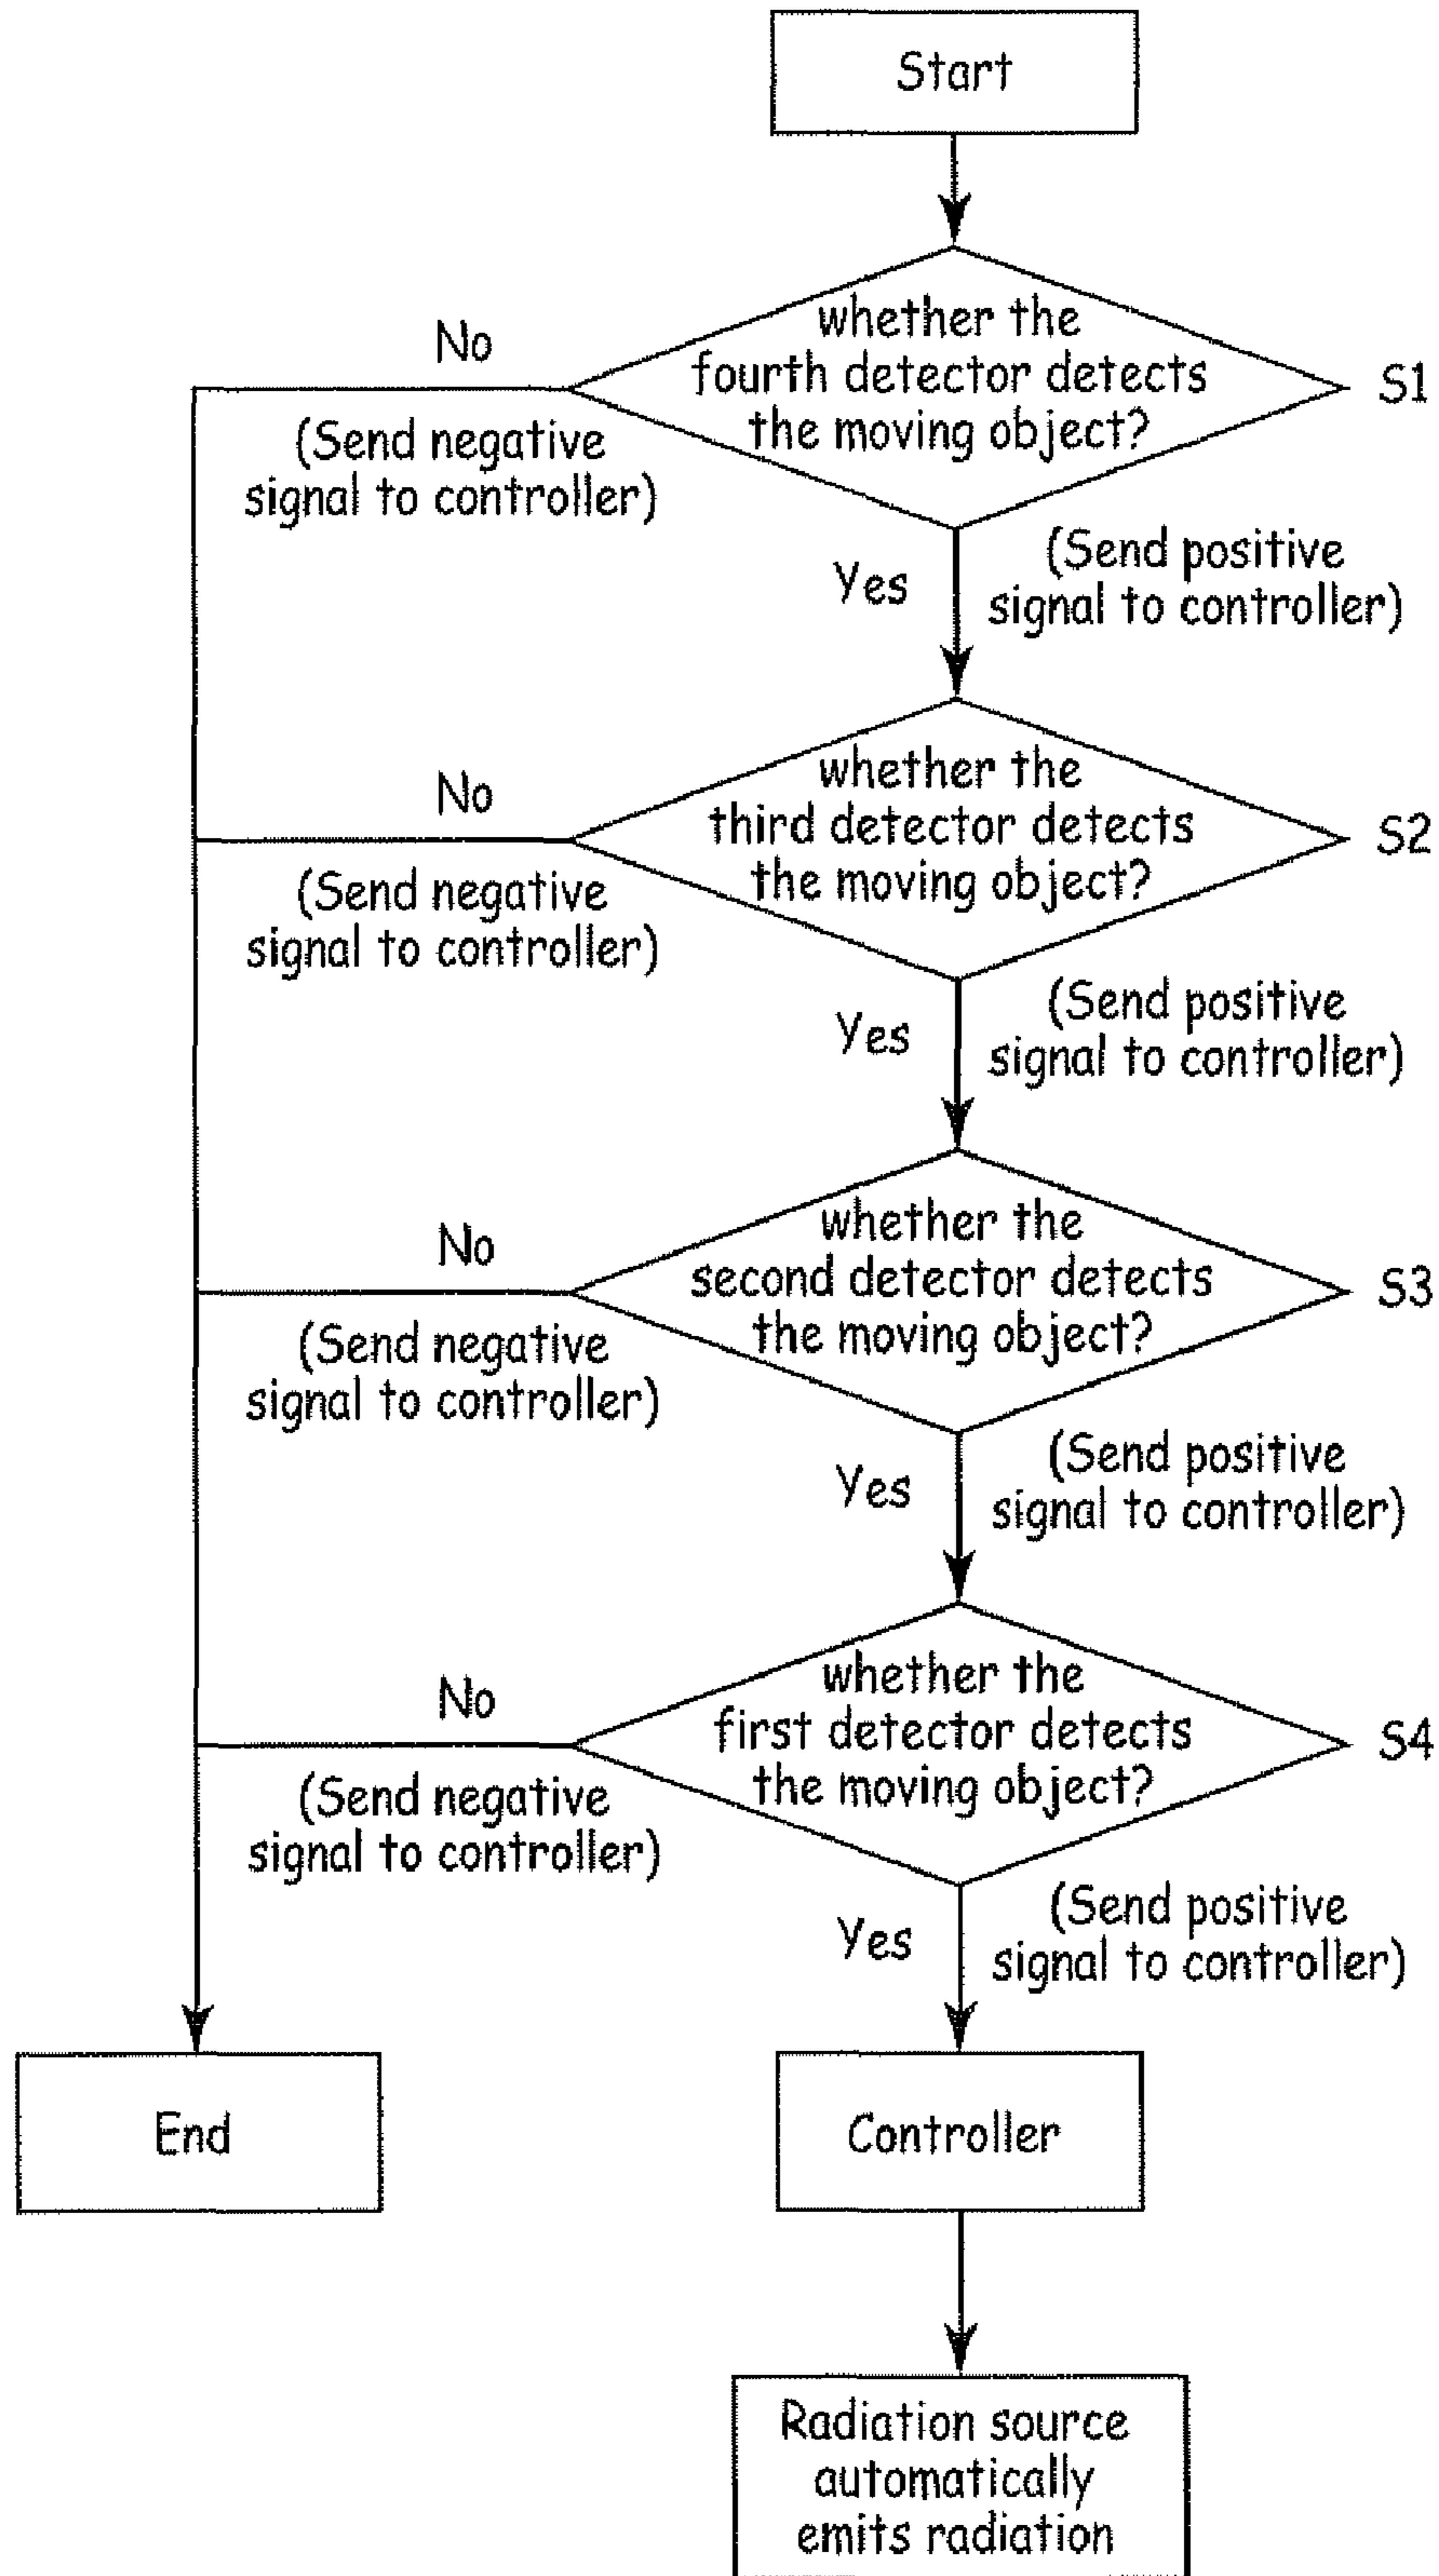 Start
whether the
fourth detector detects
the moving object?
S1
No
(Send negative
signal to controller)
Yes
(Send positive
signal to controller)
whether the
third detector detects
the moving object?
S2
No
(Send negative
signal to controller)
Yes
(Send positive
signal to controller)
whether the
second detector detects
the moving object?
S3
No
(Send negative
signal to controller)
Yes
(Send positive
signal to controller)
whether the
first detector detects
the moving object?
S4
No
(Send negative
signal to controller)
Yes
(Send positive
signal to controller)
End
Controller
Radiation source
automatically
emits radiation